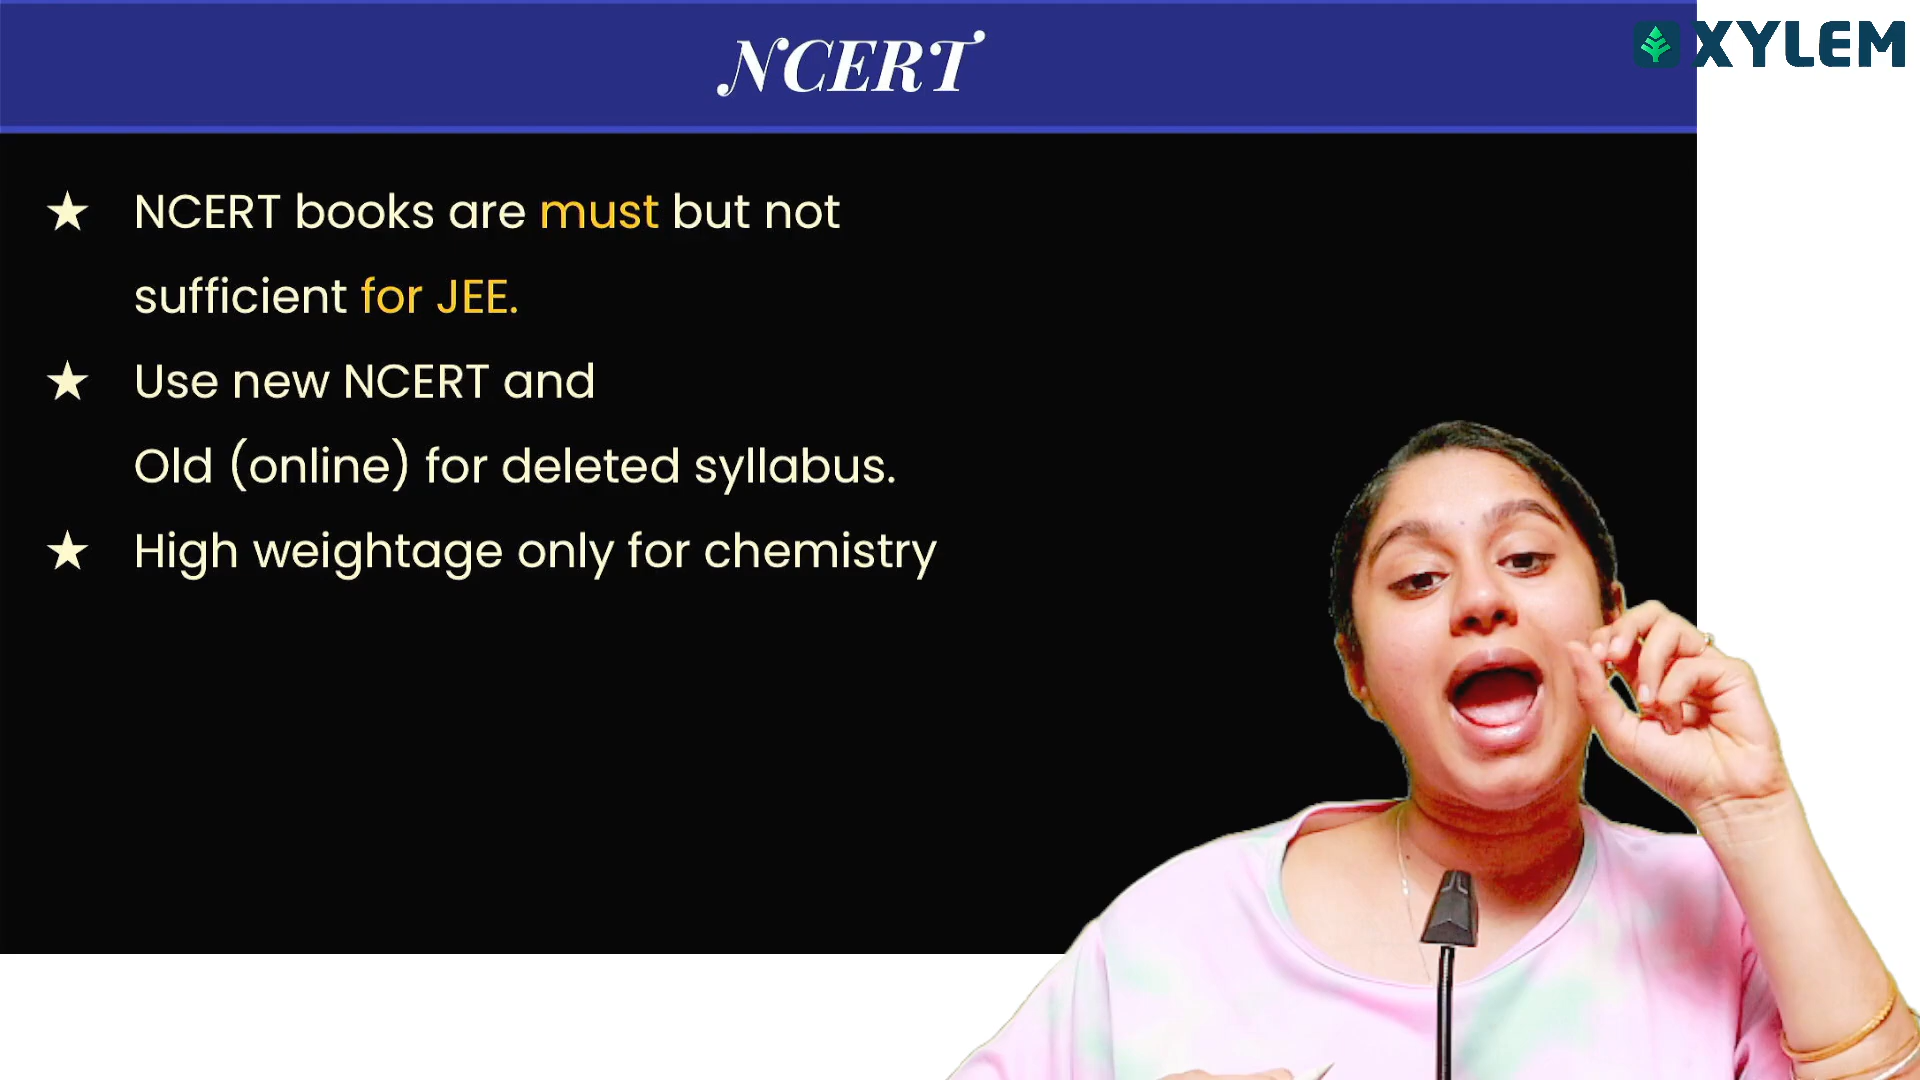 NCERT
XYLEM
★ NCERT books are must but not
sufficient for JEE.
★ Use new NCERT and
Old (online) for deleted syllabus.
★ High weightage only for chemistry